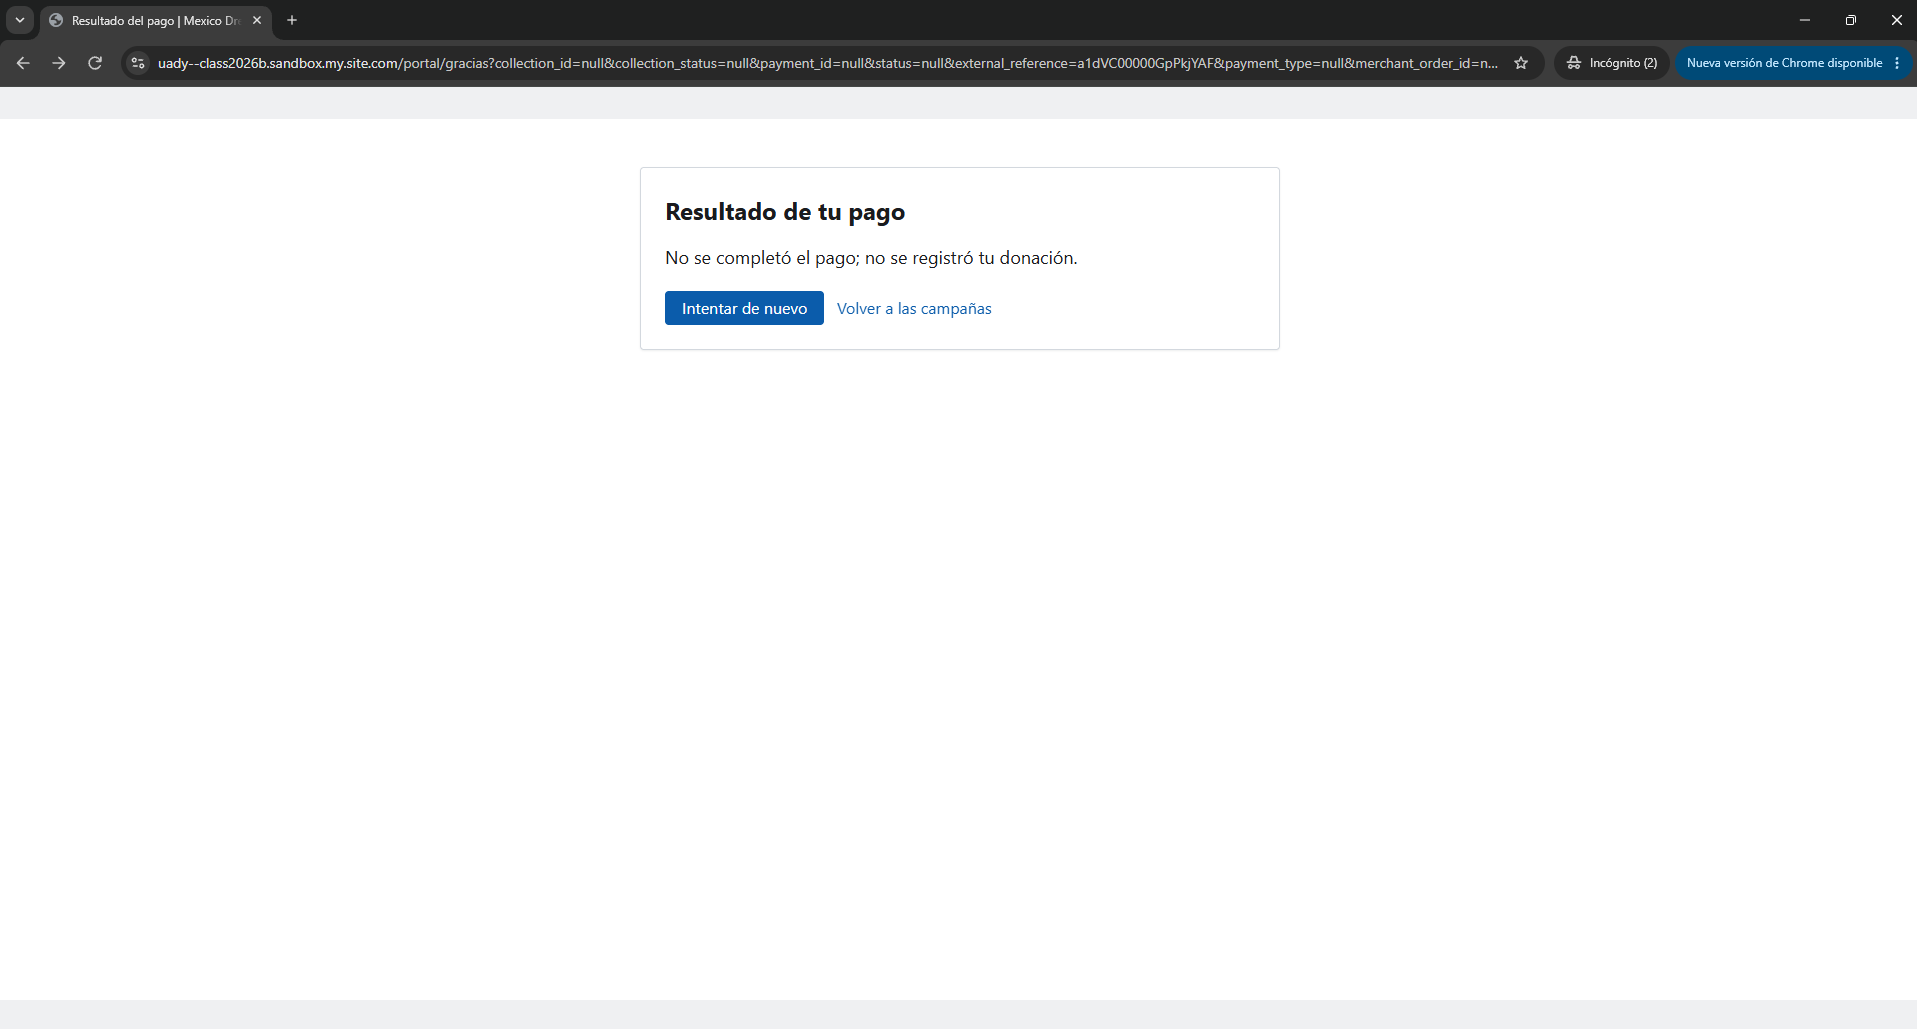 Resultado del pago | Mexico Dr
uady--class2026b.sandbox.my.site.com/portal/gracias?collection_id=null&collection_status=null&payment_id=null&status=null&external_reference=a1dVC00000GpPkjYAF&payment_type=null&merchant_order_id=n...
Incógnito (2)
Nueva versión de Chrome disponible
Resultado de tu pago
No se completó el pago; no se registró tu donación.
Intentar de nuevo
Volver a las campañas